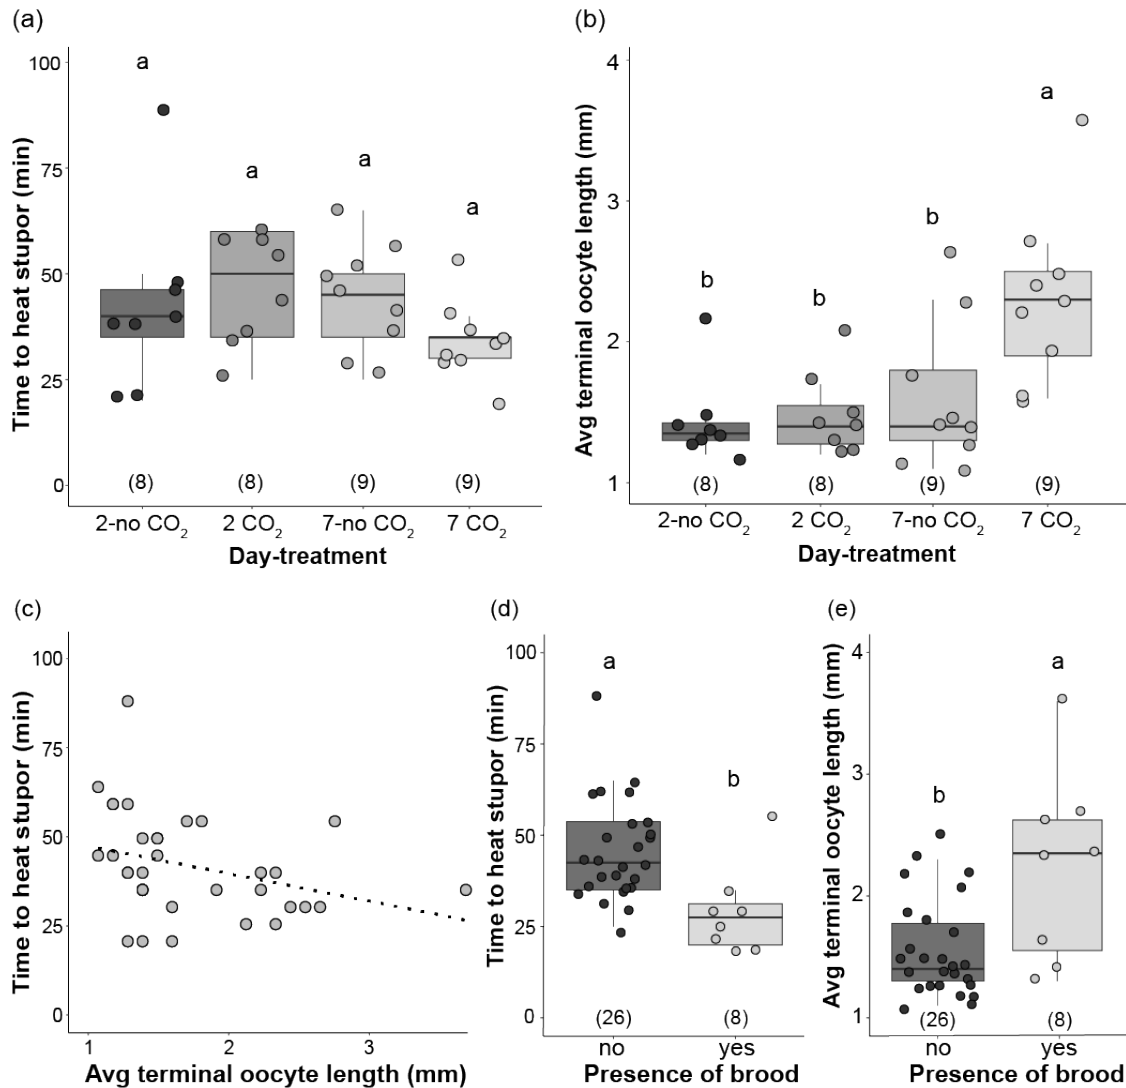 (a)
Time to heat stupor (min)
100
75
50
25
0
a
a
a
a
(8)
(8)
(9)
(9)
2-no CO₂
2 CO₂
7-no CO₂
7 CO₂
Day-treatment
(b)
Avg terminal oocyte length (mm)
4
3
2
1
b
b
b
a
(8)
(8)
(9)
(9)
2-no CO₂
2 CO₂
7-no CO₂
7 CO₂
Day-treatment
(c)
Time to heat stupor (min)
100
75
50
25
0
1
2
3
Avg terminal oocyte length (mm)
(d)
Time to heat stupor (min)
100
50
25
0
a
b
(26)
(8)
no
yes
Presence of brood
(e)
Avg terminal oocyte length (mm)
4
3
2
1
b
a
(26)
(8)
no
yes
Presence of brood